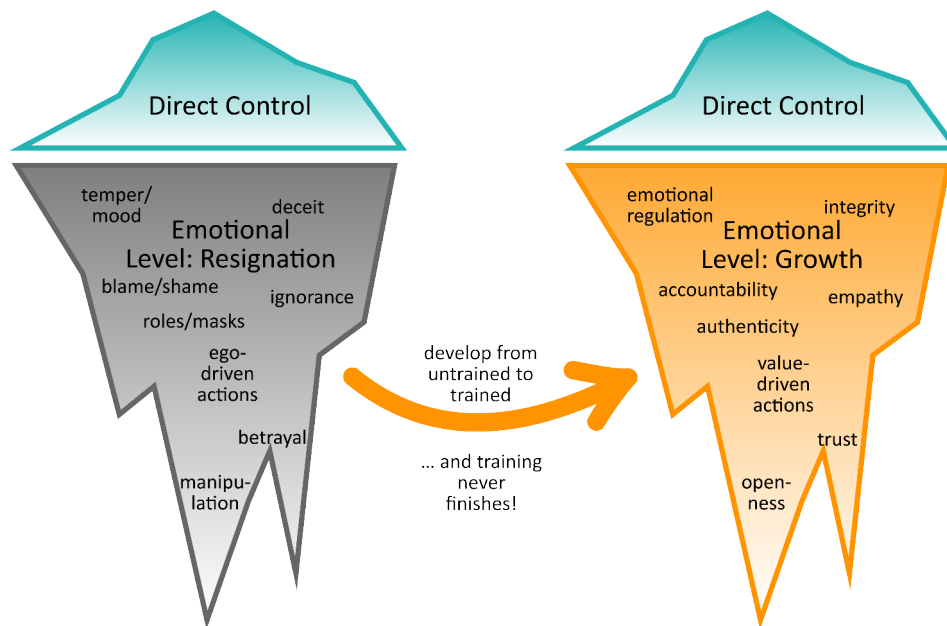 Direct Control
temper/
mood
deceit
Emotional
Level: Resignation
blame/shame
ignorance
roles/masks
ego-
driven
actions
betrayal
manipu-
lation
develop from
untrained to
trained
... and training
never
finishes!
Direct Control
emotional
regulation
integrity
Emotional
Level: Growth
accountability
empathy
authenticity
value-
driven
actions
trust
open-
ness